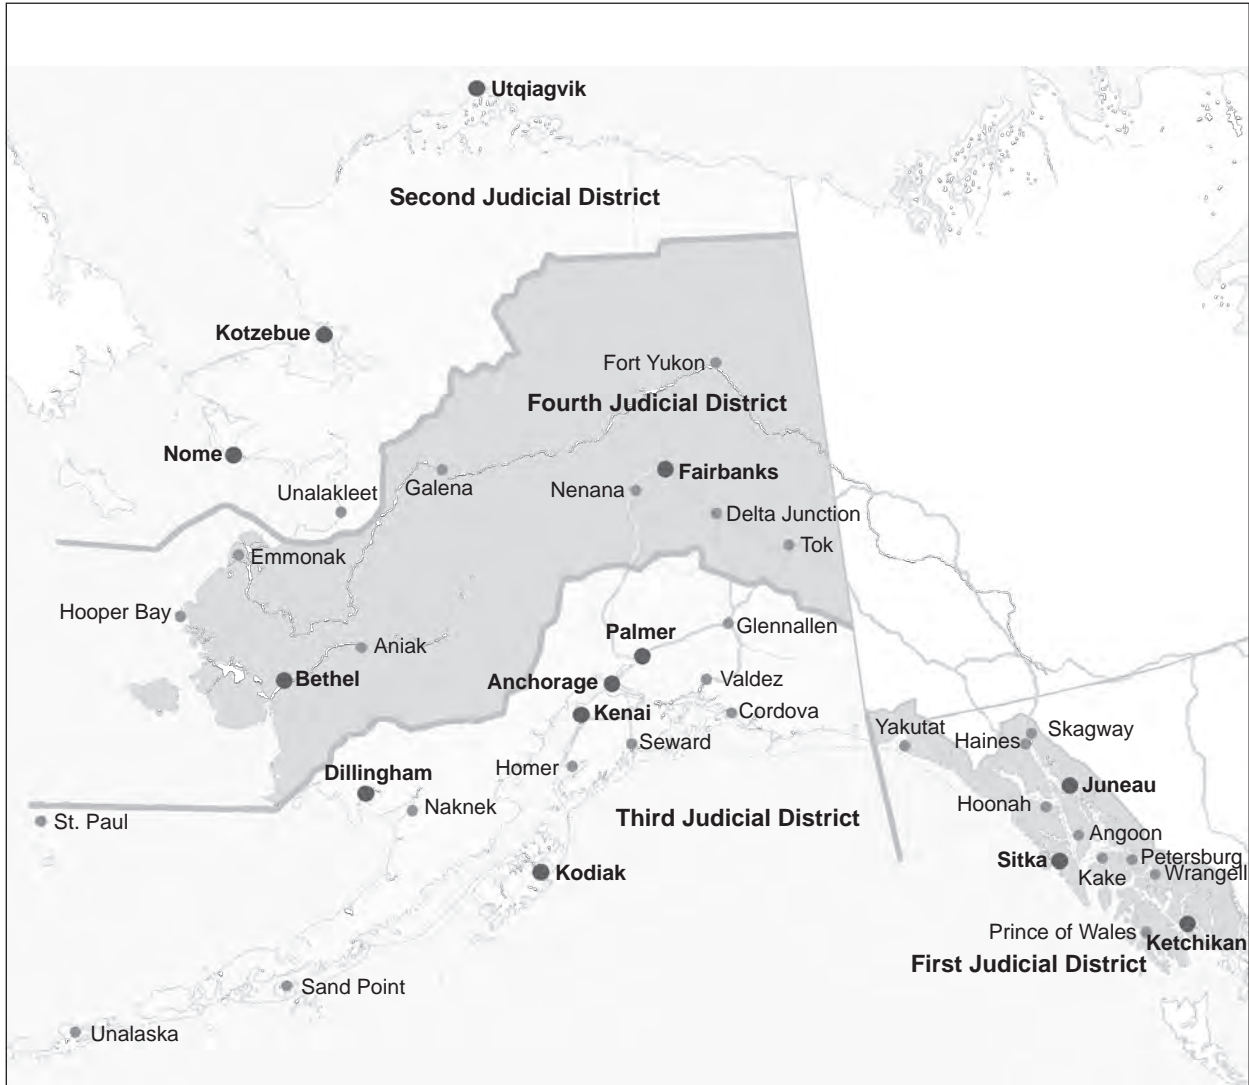 Utqiagvik
Second Judicial District
Kotzebue
Fort Yukon
Fourth Judicial District
Nome
Fairbanks
Unalakleet
Galena
Nenana
Delta Junction
Tok
Emmonak
Hooper Bay
Aniak
Palmer
Glennallen
Bethel
Anchorage
Valdez
Kenai
Cordova
Seward
Yakutat
Skagway
Haines
Homer
Dillingham
Juneau
Naknek
Hoonah
St. Paul
Third Judicial District
Angoon
Sitka
Petersburg
Kake
Wrangell
Kodiak
Prince of Wales
Ketchikan
First Judicial District
Sand Point
Unalaska